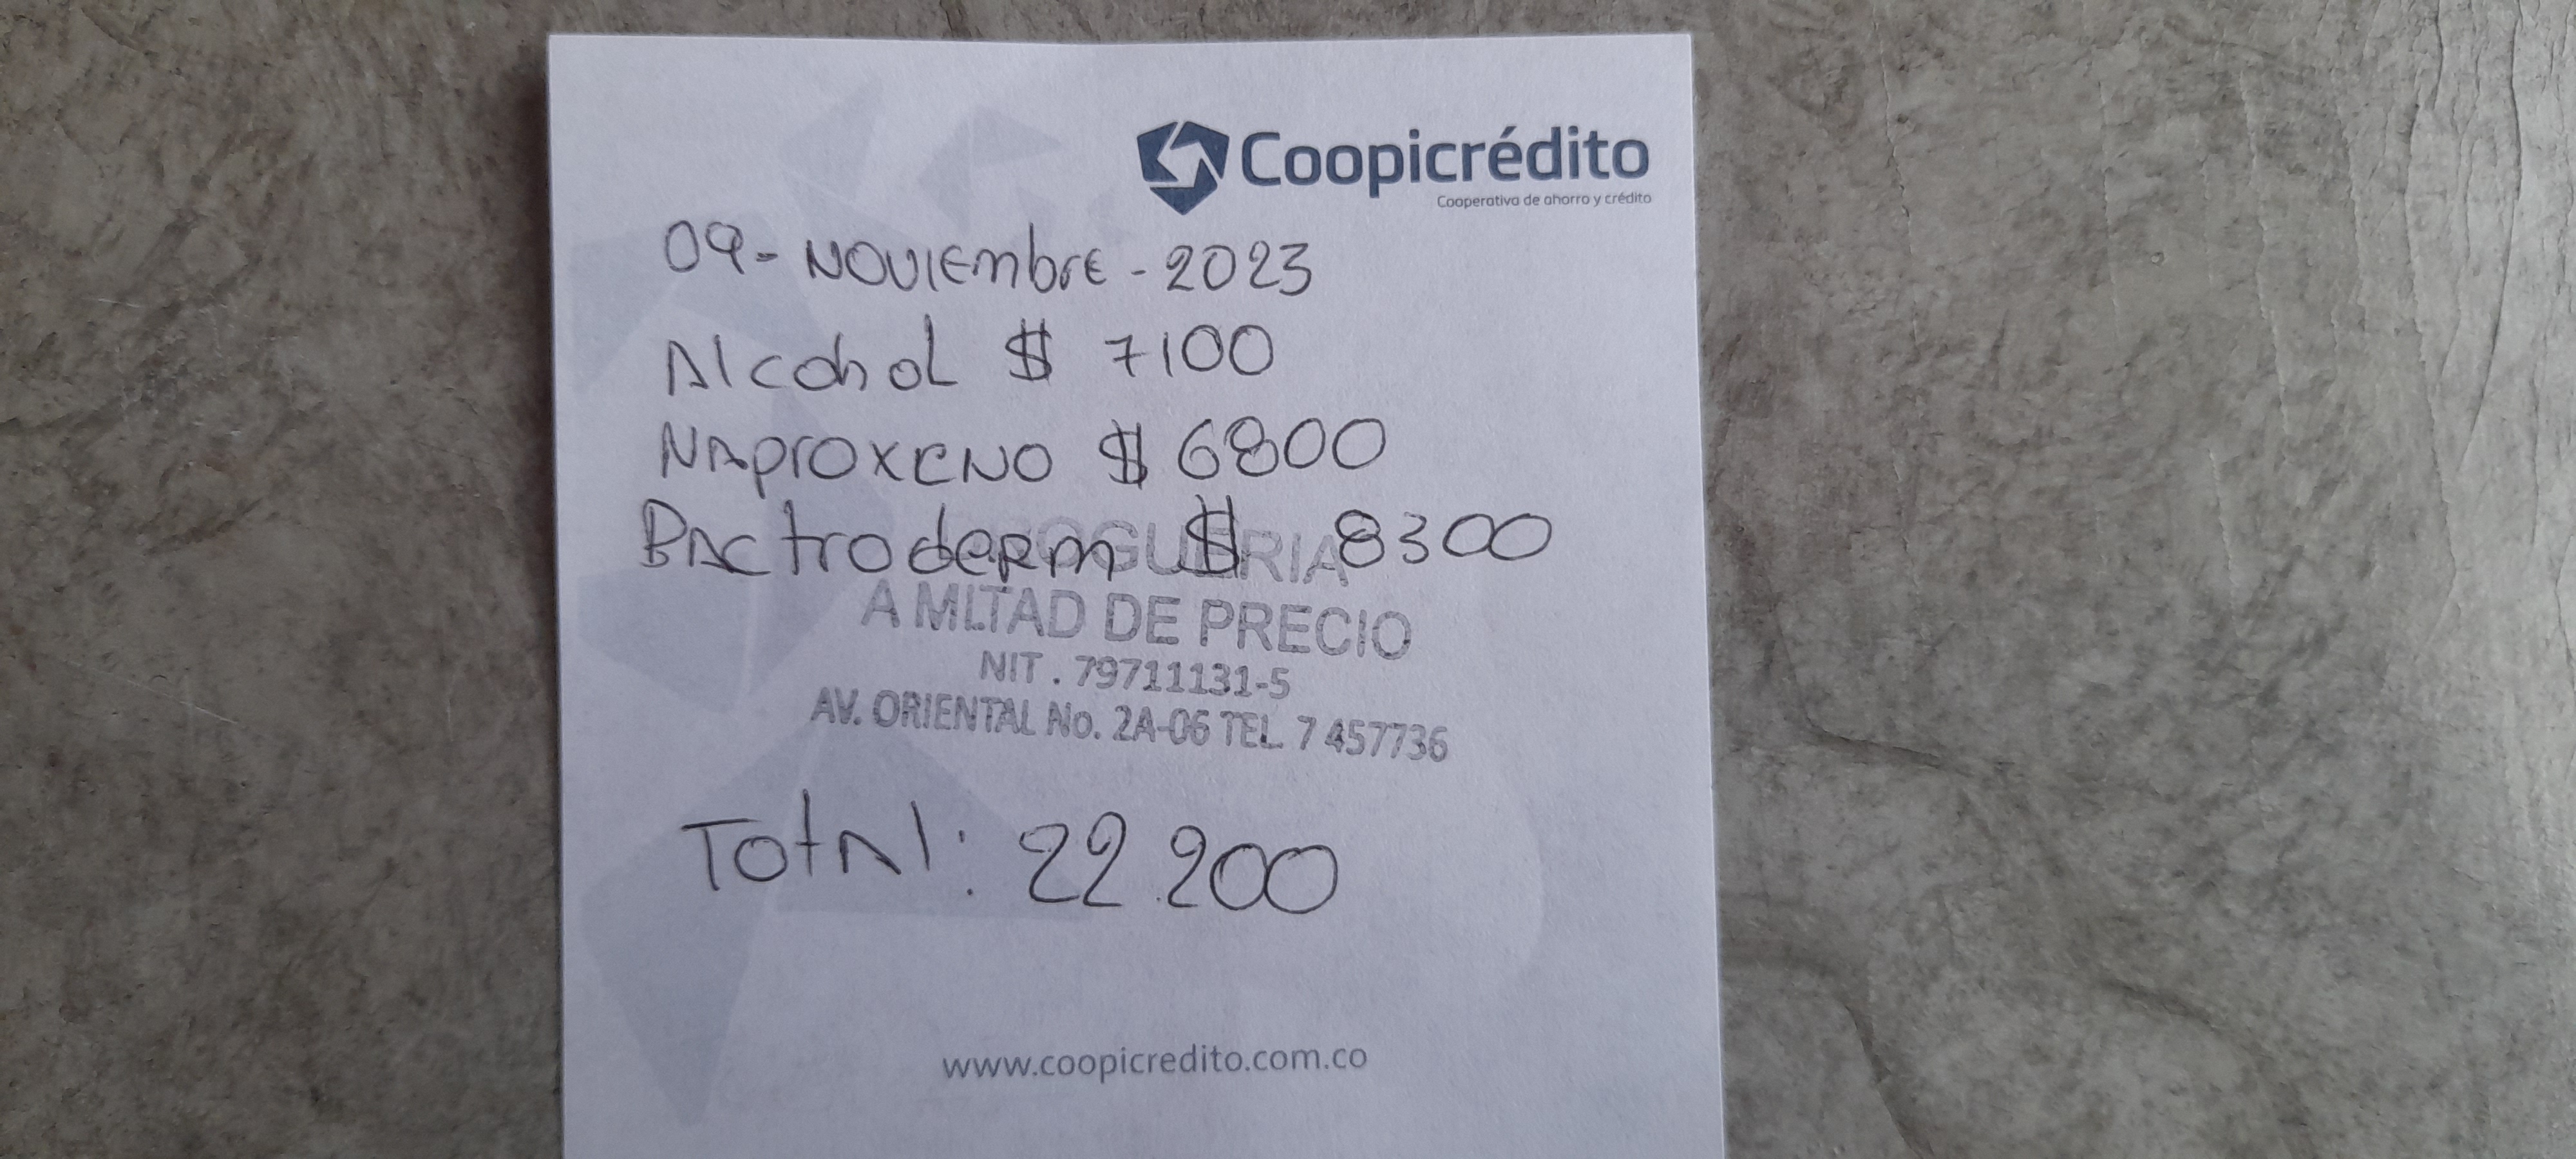 Coopicrédito
Cooperativa de ahorro y crédito
09-Noviembre-2023
Alcohol $ 7100
Naproxeno $ 6800
Bactroderm $ 8300
DROGUERIA
A MITAD DE PRECIO
NIT. 79711131-5
AV. ORIENTAL No. 2A-06 TEL. 7 457736
Total: 22.200
www.coopicredito.com.co